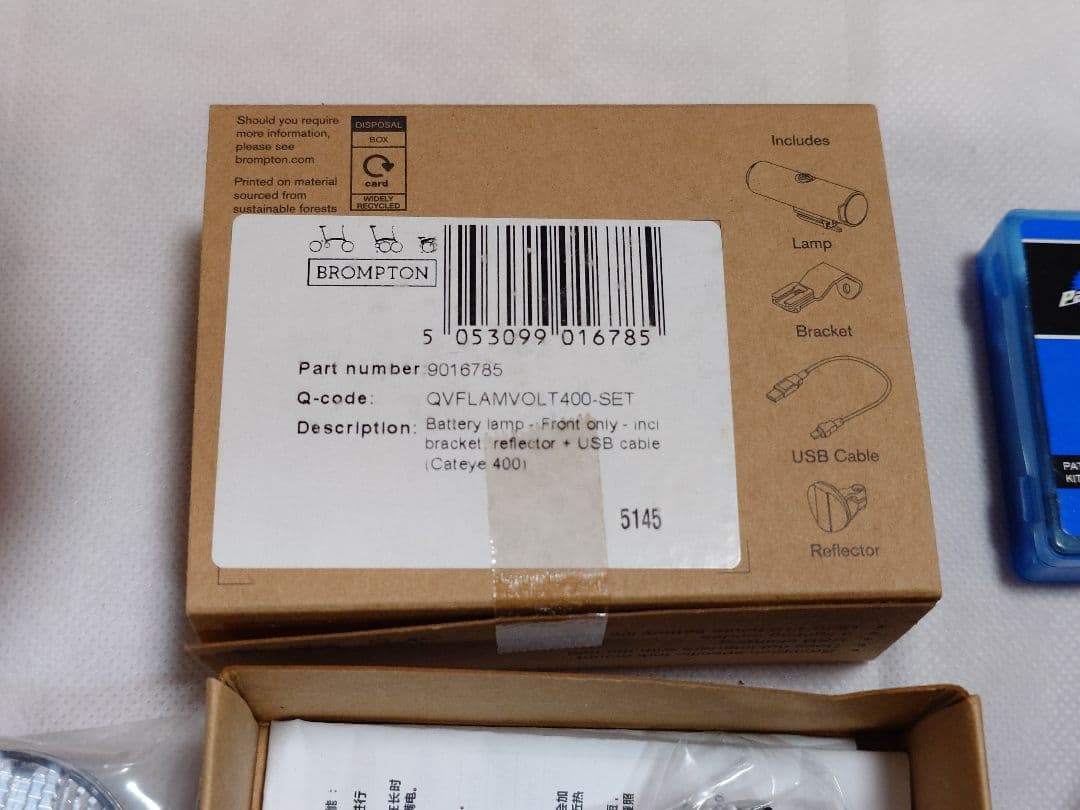 Should you require
more information,
please see
brompton.com
Printed on material
sourced from
sustainable forests
DISPOSAL
BOX
card
WIDELY
RECYCLED
BROMPTON
5 053099 016785
Part number: 9016785
Q-code: QVFLAMVOLT400-SET
Description: Battery lamp - Front only - incl
bracket, reflector + USB cable
(Cateye 400)
5145
Includes
Lamp
Bracket
USB Cable
Reflector